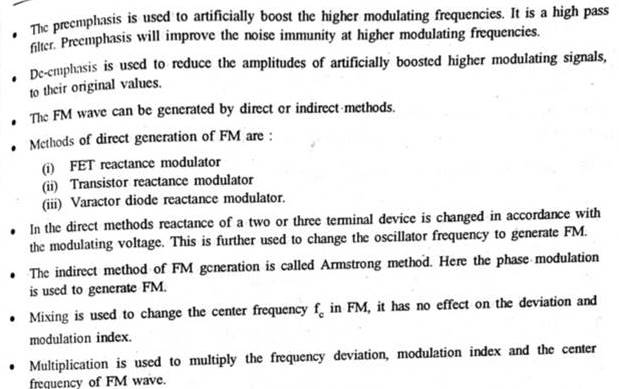 • The preemphasis is used to artificially boost the higher modulating frequencies. It is a high pass
filter. Preemphasis will improve the noise immunity at higher modulating frequencies.
• De-emphasis is used to reduce the amplitudes of artificially boosted higher modulating signals,
to their original values.
• The FM wave can be generated by direct or indirect methods.
• Methods of direct generation of FM are :
(i) FET reactance modulator
(ii) Transistor reactance modulator
(iii) Varactor diode reactance modulator.
• In the direct methods reactance of a two or three terminal device is changed in accordance with
the modulating voltage. This is further used to change the oscillator frequency to generate FM.
• The indirect method of FM generation is called Armstrong method. Here the phase modulation
is used to generate FM.
• Mixing is used to change the center frequency fc in FM, it has no effect on the deviation and
modulation index.
• Multiplication is used to multiply the frequency deviation, modulation index and the center
frequency of FM wave.